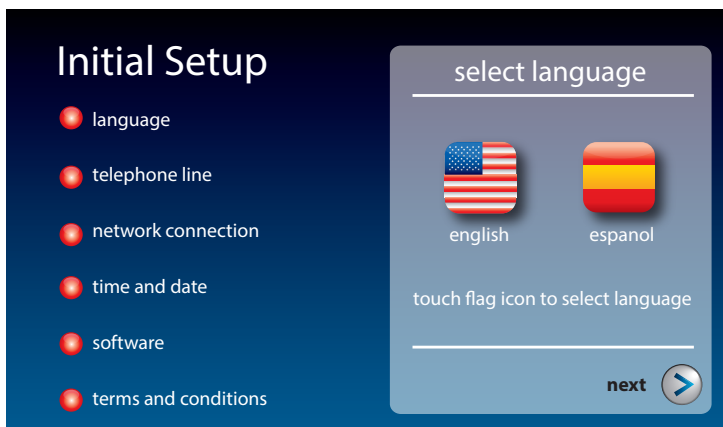 Initial Setup
language
telephone line
network connection
time and date
software
terms and conditions
select language
english
espanol
touch flag icon to select language
next